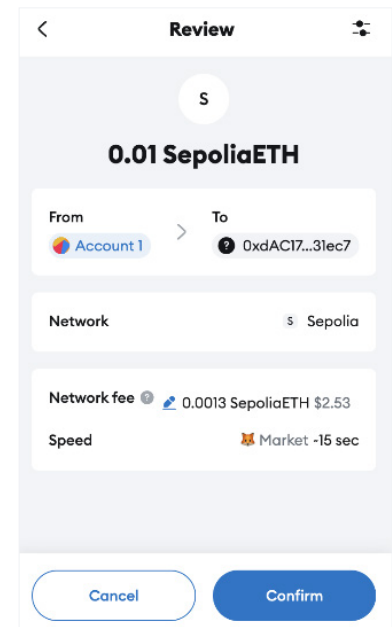 Review
S
0.01 SepoliaETH
From To
Account 1 > 0xdAC17...31ec7
Network S Sepolia
Network fee ? 0.0013 SepoliaETH $2.53
Speed Market ~15 sec
Cancel Confirm